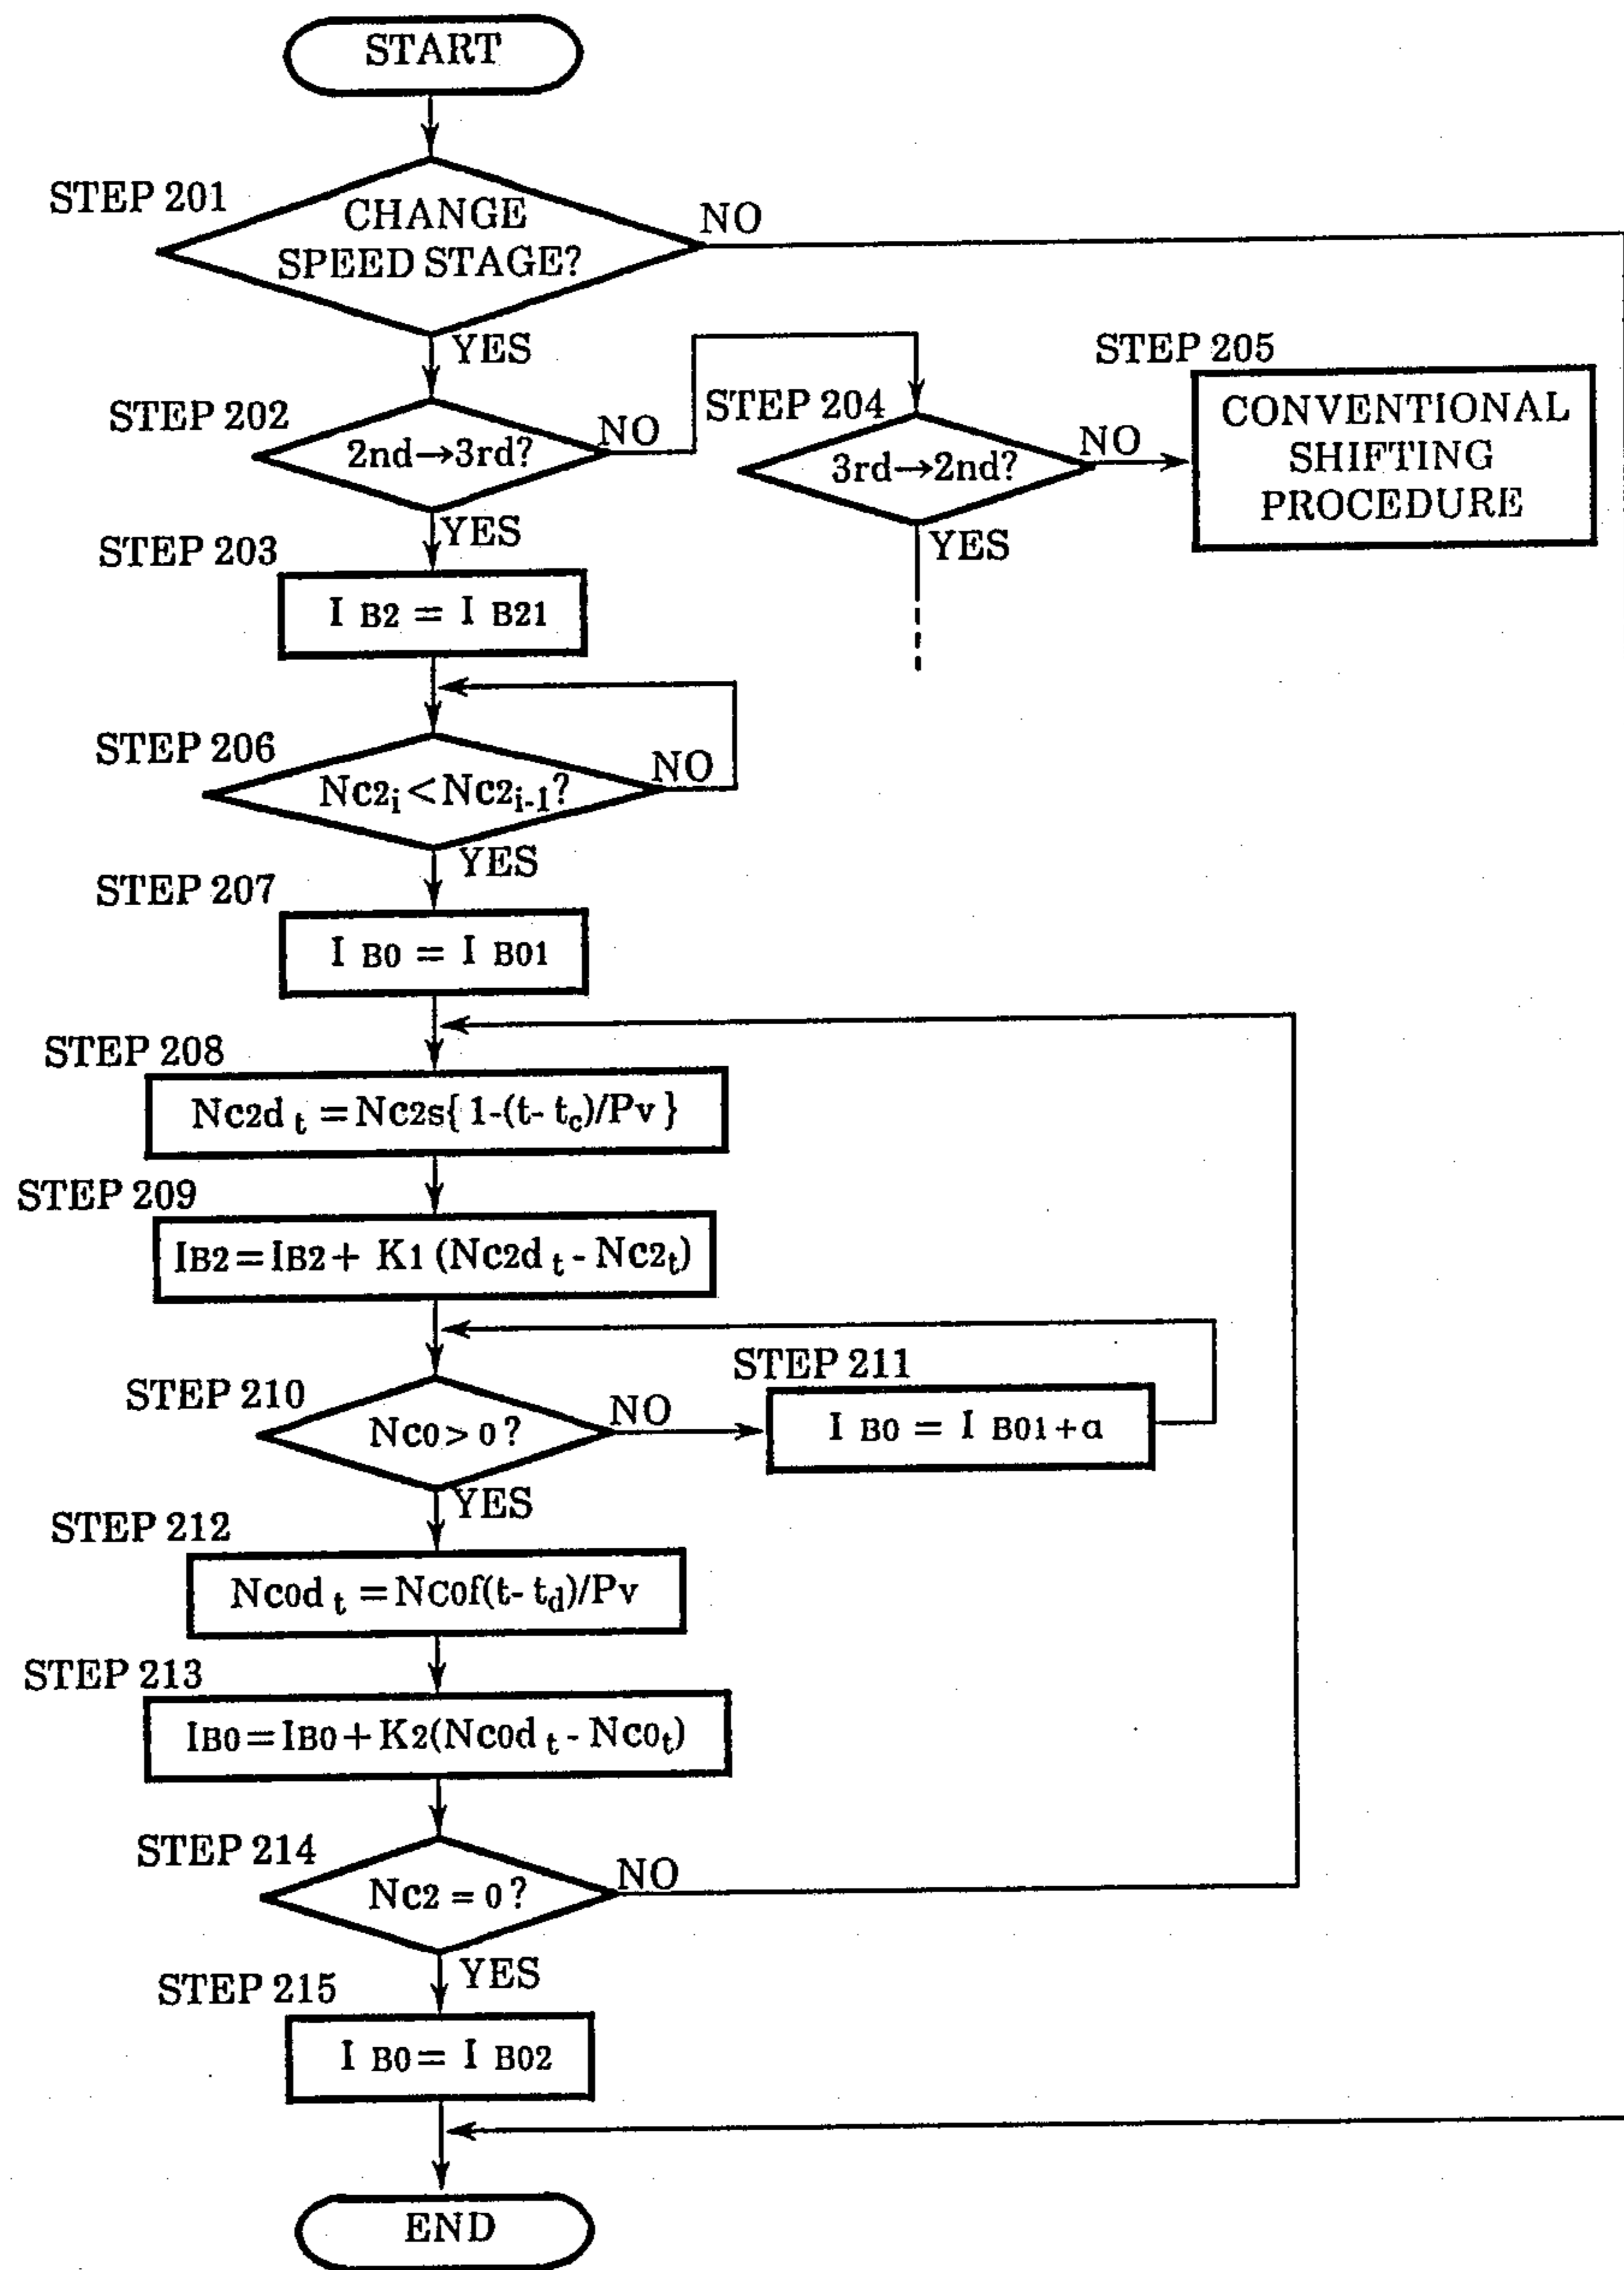 START
STEP 201
CHANGE
SPEED STAGE?
NO
YES
STEP 202
2nd→3rd?
NO
STEP 204
3rd→2nd?
NO
STEP 205
CONVENTIONAL
SHIFTING
PROCEDURE
YES
YES
STEP 203
I B2 = I B21
STEP 206
Nc2i < Nc2i-1?
NO
YES
STEP 207
I B0 = I B01
STEP 208
Nc2d t = Nc2s{ 1-(t- tc)/Pv }
STEP 209
IB2 = IB2 + K1 (Nc2d t - Nc2t)
STEP 210
Nc0 > 0 ?
NO
STEP 211
I B0 = I B01 + α
YES
STEP 212
Nc0d t = Nc0f(t- td)/Pv
STEP 213
IB0 = IB0 + K2(Nc0d t - Nc0t)
STEP 214
Nc2 = 0 ?
NO
YES
STEP 215
I B0 = I B02
END